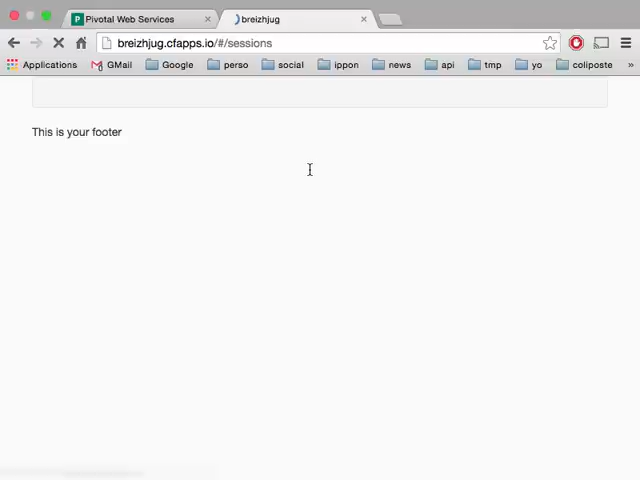 Pivotal Web Services
breizhjug
breizhjug.cfapps.io/#/sessions
Applications GMail Google perso social ippon news api tmp yo coliposte »
This is your footer